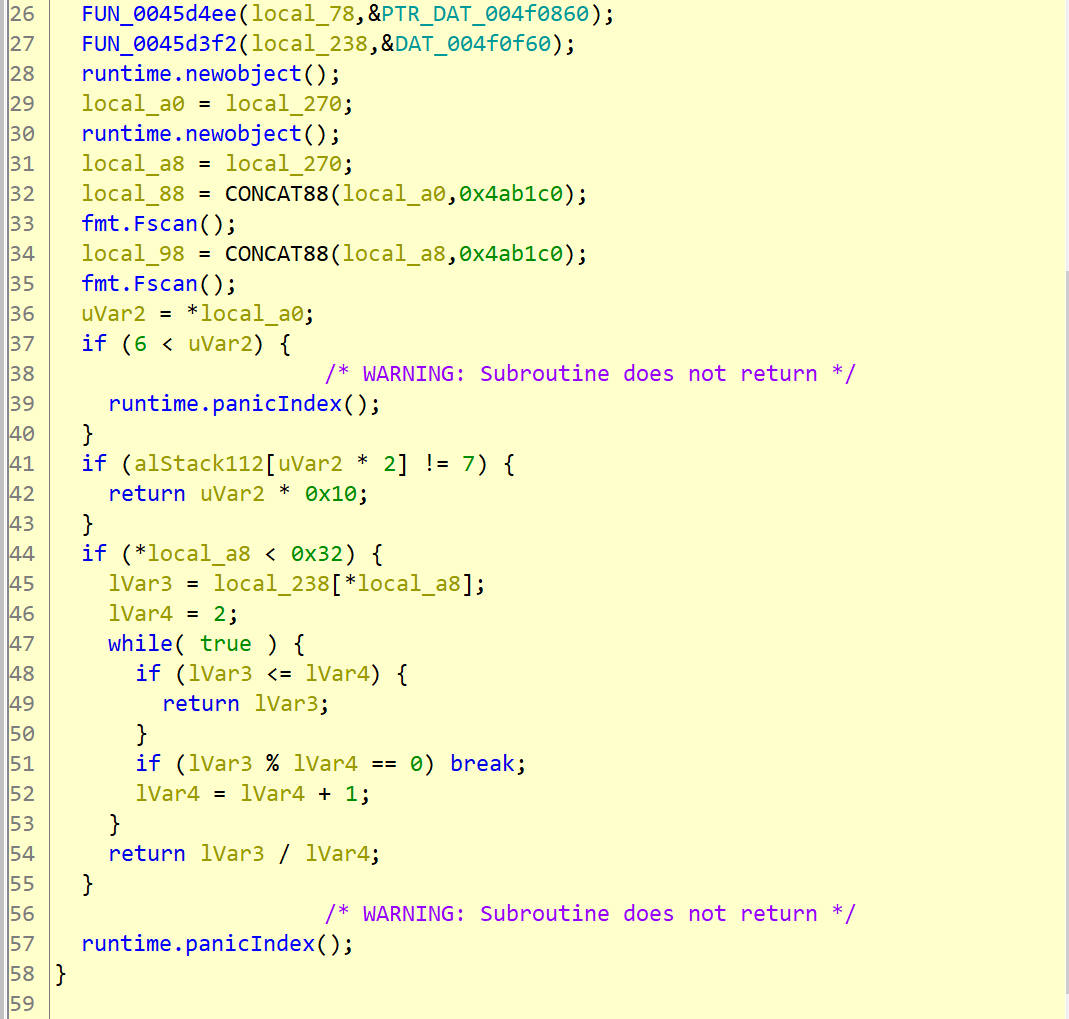 26 FUN_0045d4ee(local_78,&PTR_DAT_004f0860);
27 FUN_0045d3f2(local_238,&DAT_004f0f60);
28 runtime.newobject();
29 local_a0 = local_270;
30 runtime.newobject();
31 local_a8 = local_270;
32 local_88 = CONCAT88(local_a0,0x4ab1c0);
33 fmt.Fscan();
34 local_98 = CONCAT88(local_a8,0x4ab1c0);
35 fmt.Fscan();
36 uVar2 = *local_a0;
37 if (6 < uVar2) {
38 /* WARNING: Subroutine does not return */
39 runtime.panicIndex();
40 }
41 if (alStack112[uVar2 * 2] != 7) {
42 return uVar2 * 0x10;
43 }
44 if (*local_a8 < 0x32) {
45 lVar3 = local_238[*local_a8];
46 lVar4 = 2;
47 while( true ) {
48 if (lVar3 <= lVar4) {
49 return lVar3;
50 }
51 if (lVar3 % lVar4 == 0) break;
52 lVar4 = lVar4 + 1;
53 }
54 return lVar3 / lVar4;
55 }
56 /* WARNING: Subroutine does not return */
57 runtime.panicIndex();
58 }
59